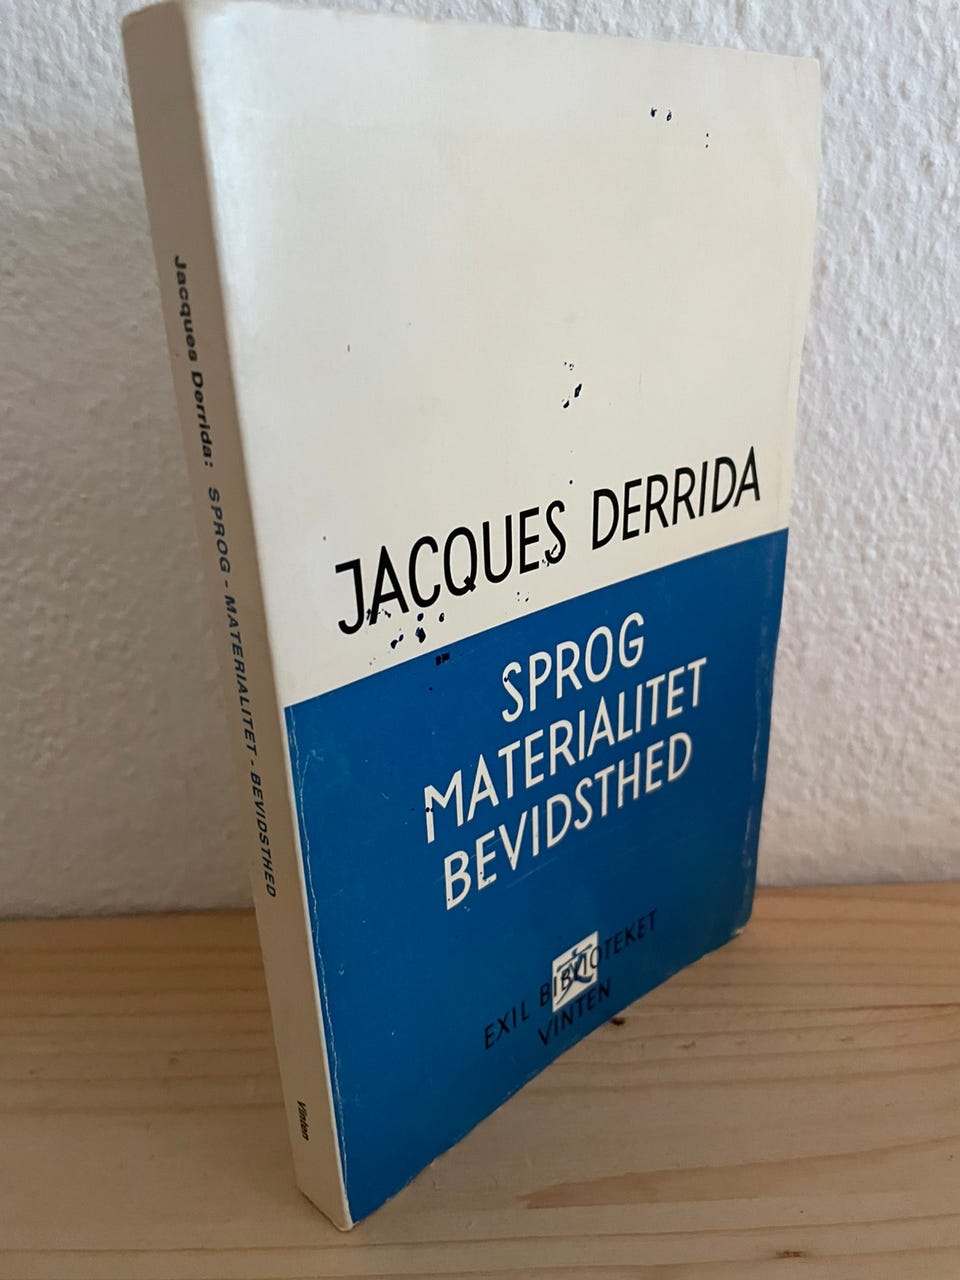 Jacques Derrida: SPROG - MATERIALITET - BEVIDSTHED
Vinten
JACQUES DERRIDA
SPROG
MATERIALITET
BEVIDSTHED
EXIL BIBLIOTEKET
VINTEN